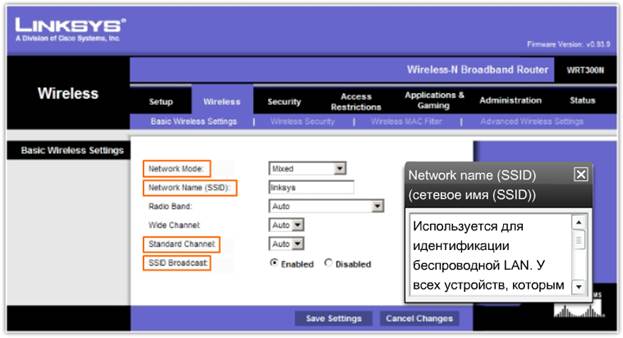 LINKSYS®
A Division of Cisco Systems, Inc.
Firmware Version: v0.93.9
Wireless-N Broadband Router WRT300N
Wireless
Setup Wireless Security Access Restrictions Applications & Gaming Administration Status
Basic Wireless Settings | Wireless Security | Wireless MAC Filter | Advanced Wireless Settings
Basic Wireless Settings
Network Mode: Mixed
Network Name (SSID): linksys
Radio Band: Auto
Wide Channel: Auto
Standard Channel: Auto
SSID Broadcast: Enabled Disabled
Network name (SSID)
(сетевое имя (SSID))
Используется для
идентификации
беспроводной LAN. У
всех устройств, которым
Save Settings Cancel Changes